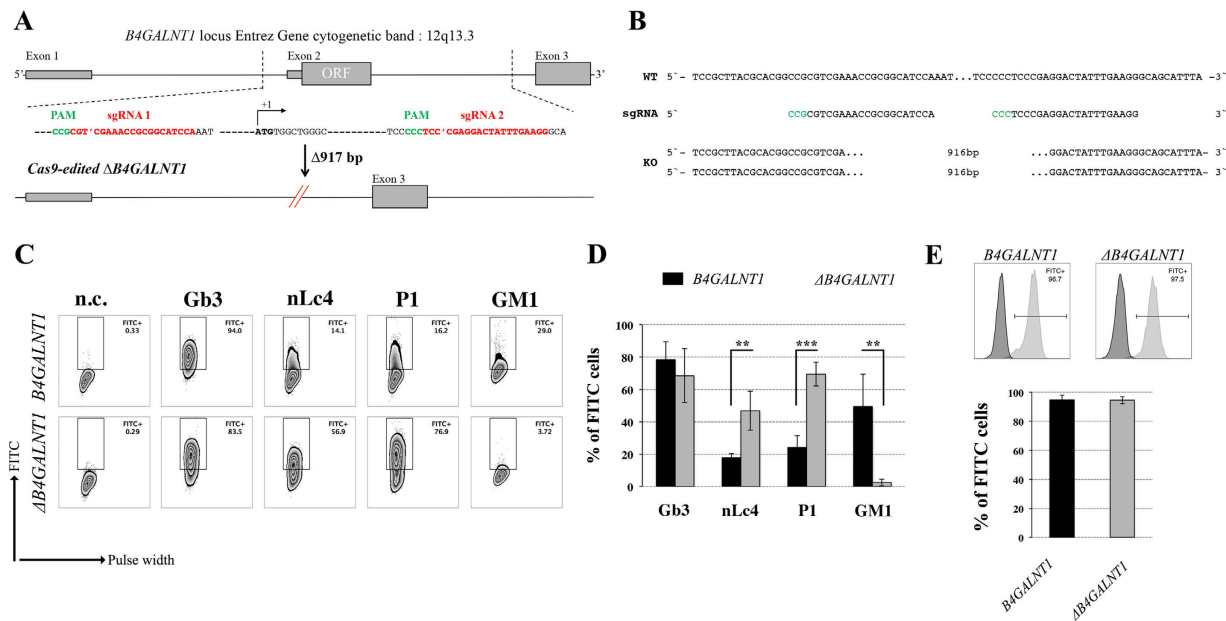 A
B4GALNT1 locus Entrez Gene cytogenetic band : 12q13.3
Exon 1
Exon 2
Exon 3
5'
ORF
3'
PAM
sgRNA 1
+1
PAM
sgRNA 2
----CCGCGT'CGAAACCGCGGCATCCAAAT --------ATGTGGCTGGGC------------TCCCCCTCC'CGAGGACTATTTGAAGGGCA
Δ917 bp
Cas9-edited ΔB4GALNT1
Exon 3
B
WT 5`- TCCGCTTACGCACGGCCGCGTCGAAACCGCGGCATCCAAAT...TCCCCCTCCCGAGGACTATTTGAAGGGCAGCATTTA- 3`
sgRNA 5` CCGCGTCGAAACCGCGGCATCCA CCCTCCCGAGGACTATTTGAAGG 3`
KO
5`- TCCGCTTACGCACGGCCGCGTCGA... 916bp ...GGACTATTTGAAGGGCAGCATTTA- 3`
5`- TCCGCTTACGCACGGCCGCGTCGA... 916bp ...GGACTATTTGAAGGGCAGCATTTA- 3`
C
n.c. Gb3 nLc4 P1 GM1
B4GALNT1
FITC+ 0.33
FITC+ 94.0
FITC+ 14.1
FITC+ 16.2
FITC+ 29.0
ΔB4GALNT1
FITC+ 0.29
FITC+ 83.5
FITC+ 56.9
FITC+ 76.9
FITC+ 3.72
FITC
Pulse width
D
B4GALNT1 ΔB4GALNT1
% of FITC cells
100
80
60
40
20
0
** *** **
Gb3 nLc4 P1 GM1
E
B4GALNT1 ΔB4GALNT1
FITC+ 96.7
FITC+ 97.5
% of FITC cells
100
80
60
40
20
0
B4GALNT1
ΔB4GALNT1